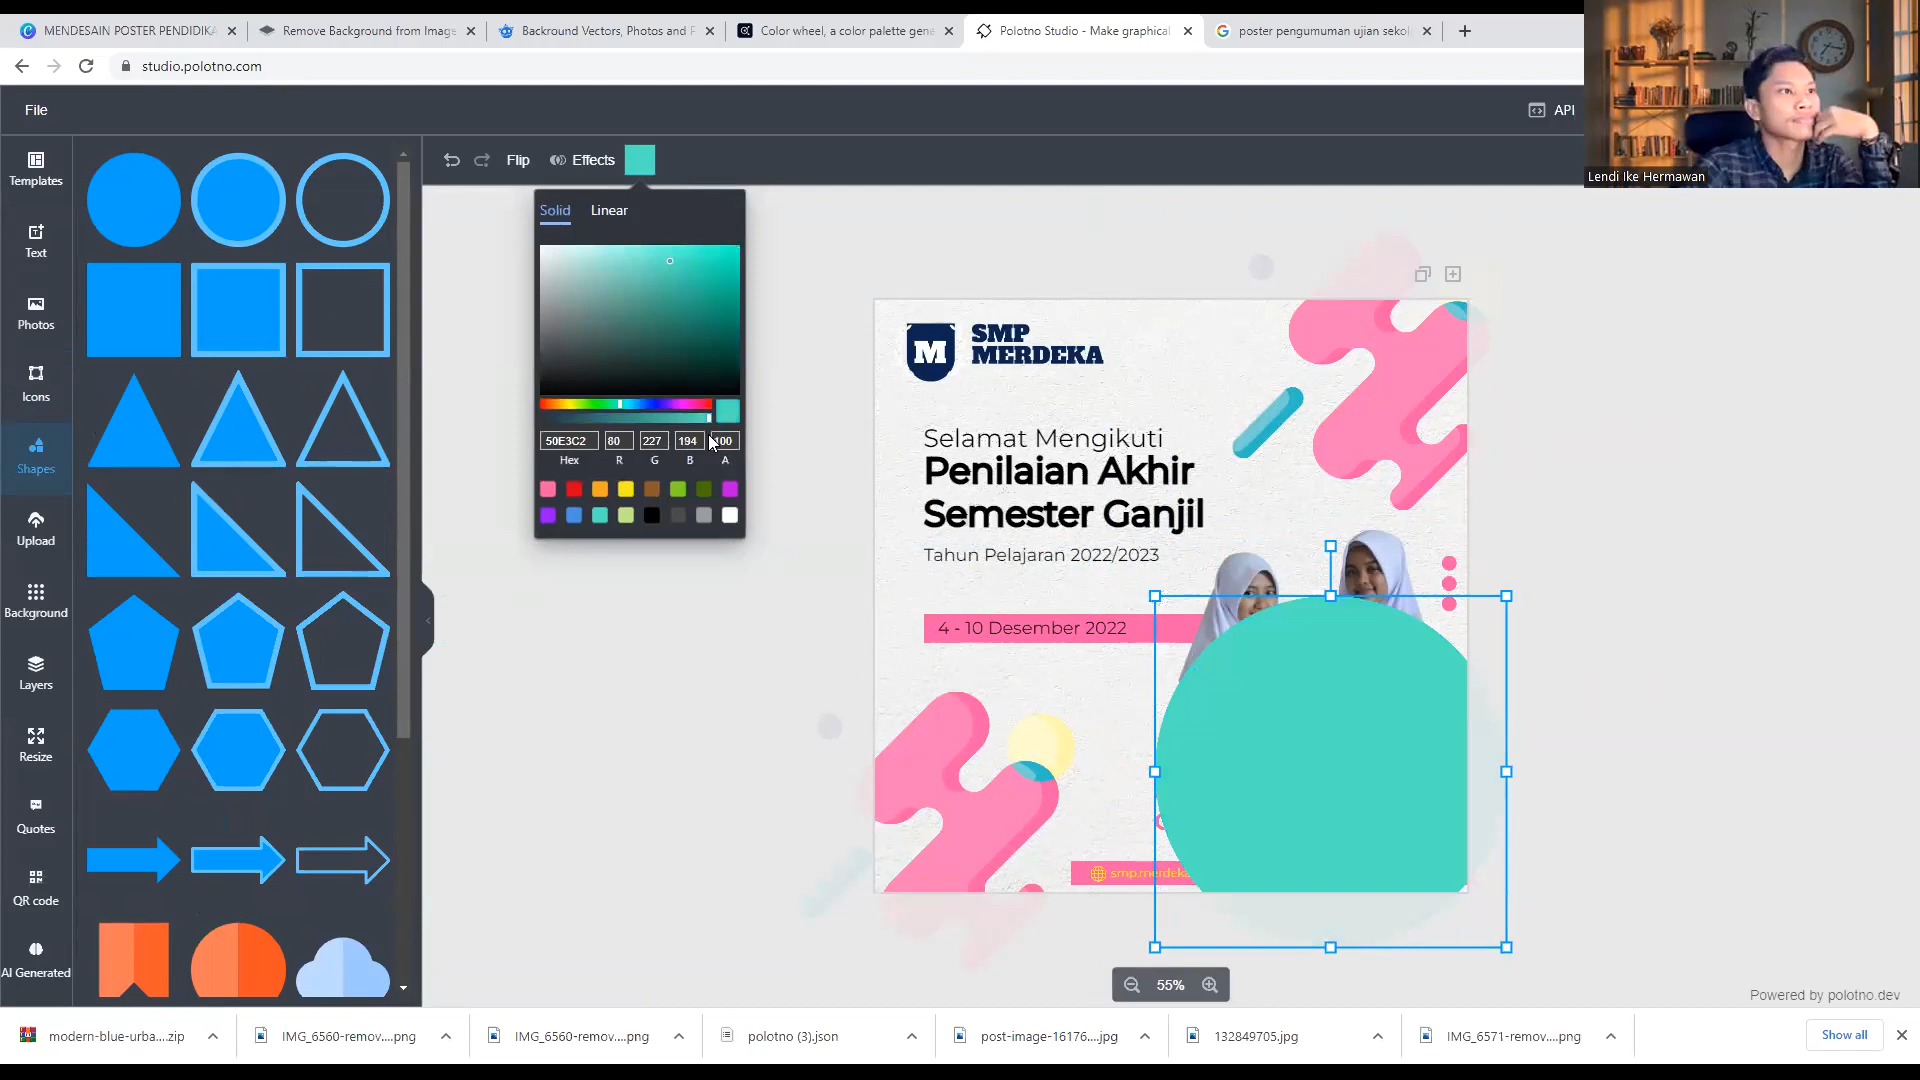 MENDESAIN POSTER PENDIDIKA
Remove Background from Image
Backround Vectors, Photos and F
Color wheel, a color palette gene
Polotno Studio - Make graphical
poster pengumuman ujian sekol
studio.polotno.com
File
API
Lendi Ike Hermawan
Flip
Effects
Templates
Text
Photos
Icons
Shapes
Upload
Background
Layers
Resize
Quotes
QR code
AI Generated
Solid
Linear
50E3C2
80
227
194
100
Hex
R
G
B
A
M
SMP
MERDEKA
Selamat Mengikuti
Penilaian Akhir
Semester Ganjil
Tahun Pelajaran 2022/2023
4 - 10 Desember 2022
smp.merdeka
55%
Powered by polotno.dev
modern-blue-urba....zip
IMG_6560-remov....png
IMG_6560-remov....png
polotno (3).json
post-image-16176....jpg
132849705.jpg
IMG_6571-remov....png
Show all